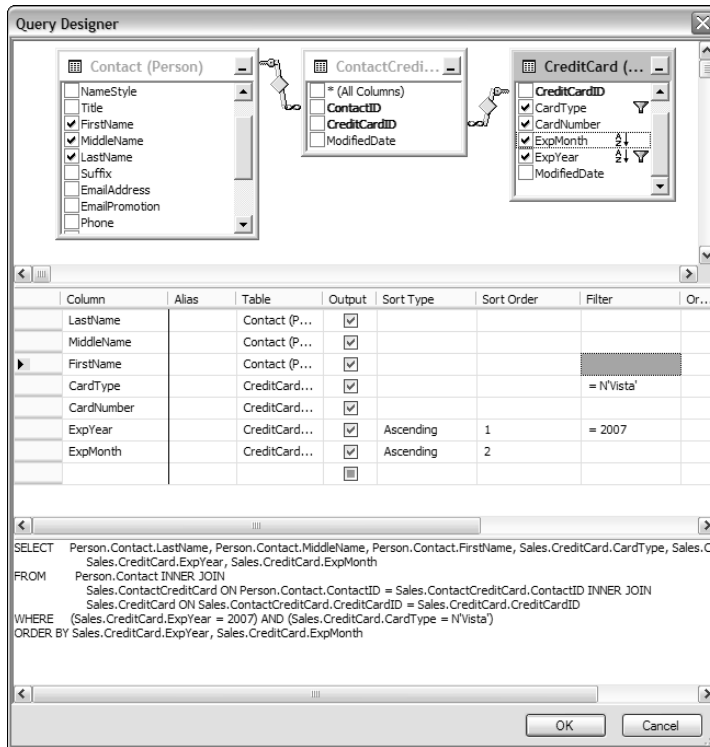 Query Designer
Contact (Person)
NameStyle
Title
FirstName
MiddleName
LastName
Suffix
EmailAddress
EmailPromotion
Phone
ContactCredi...
* (All Columns)
ContactID
CreditCardID
ModifiedDate
CreditCard (...
CreditCardID
CardType
CardNumber
ExpMonth
ExpYear
ModifiedDate
Column Alias Table Output Sort Type Sort Order Filter Or...
LastName Contact (P...
MiddleName Contact (P...
FirstName Contact (P...
CardType CreditCard... = N'Vista'
CardNumber CreditCard...
ExpYear CreditCard... Ascending 1 = 2007
ExpMonth CreditCard... Ascending 2
SELECT Person.Contact.LastName, Person.Contact.MiddleName, Person.Contact.FirstName, Sales.CreditCard.CardType, Sales.C
Sales.CreditCard.ExpYear, Sales.CreditCard.ExpMonth
FROM Person.Contact INNER JOIN
Sales.ContactCreditCard ON Person.Contact.ContactID = Sales.ContactCreditCard.ContactID INNER JOIN
Sales.CreditCard ON Sales.ContactCreditCard.CreditCardID = Sales.CreditCard.CreditCardID
WHERE (Sales.CreditCard.ExpYear = 2007) AND (Sales.CreditCard.CardType = N'Vista')
ORDER BY Sales.CreditCard.ExpYear, Sales.CreditCard.ExpMonth
OK Cancel